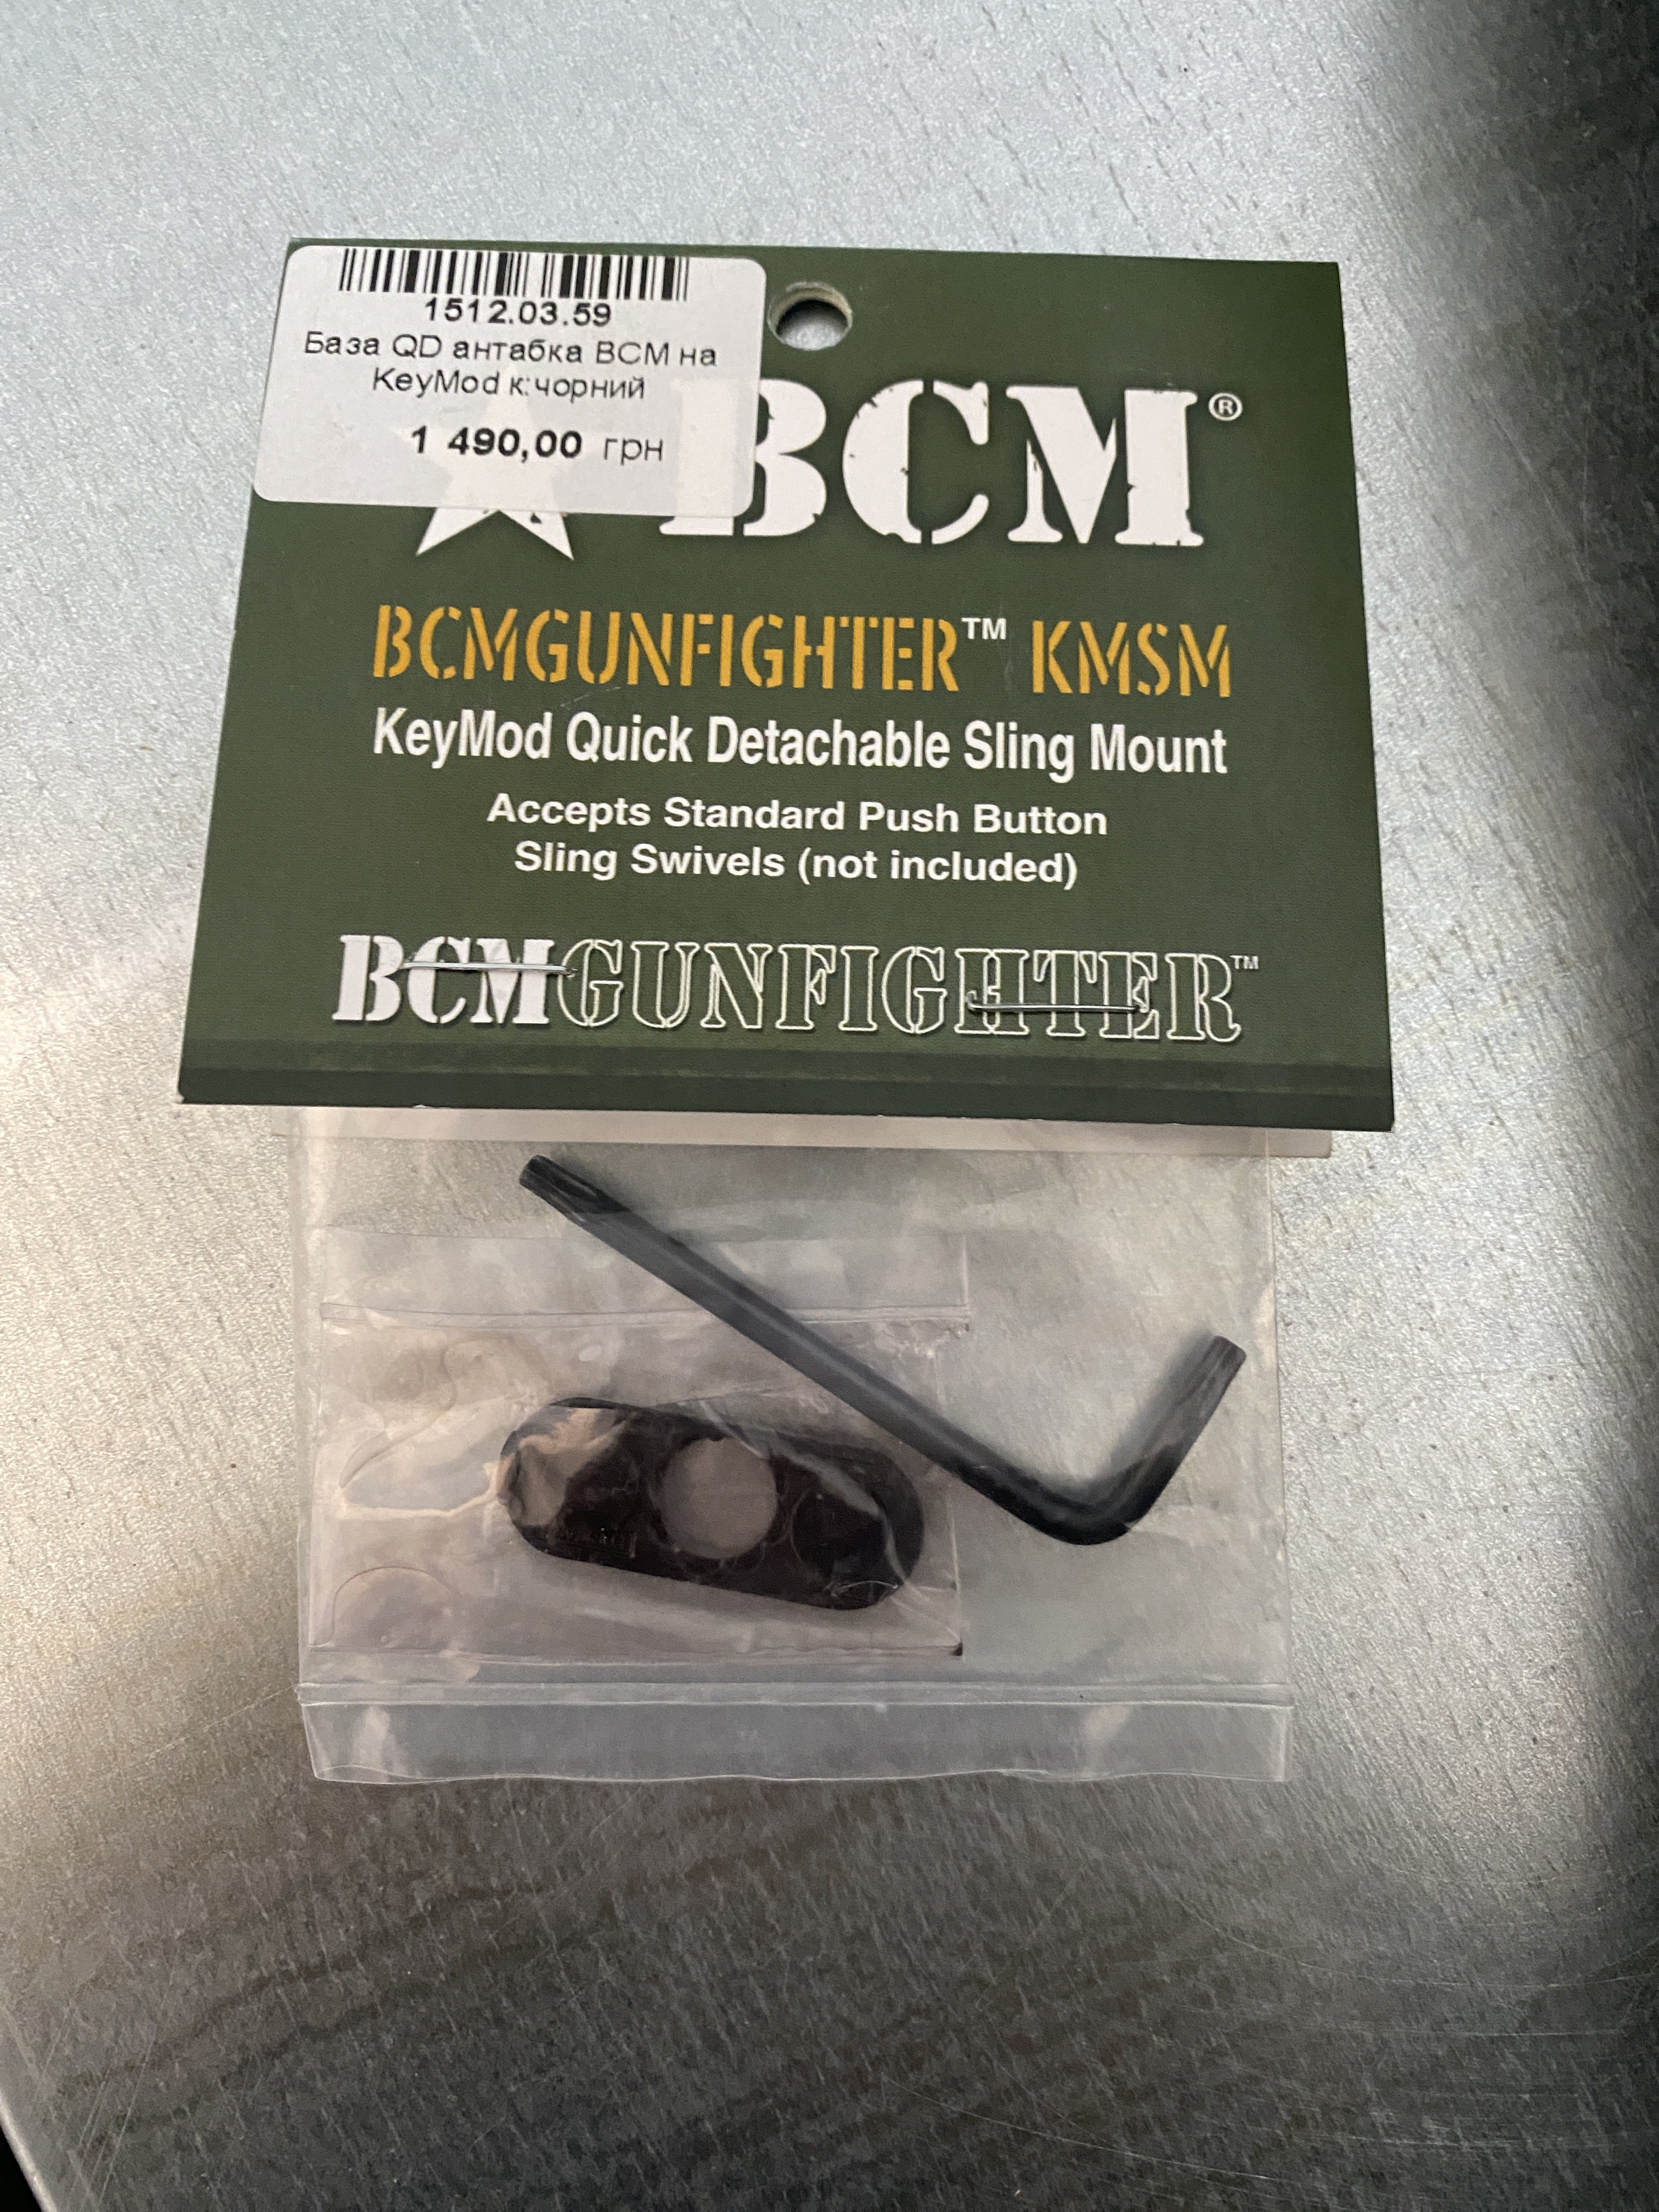 1512.03.59
База QD антабка BCM на
KeyMod к:чорний
1 490,00 грн
BCM®
BCMGUNFIGHTER™ KMSM
KeyMod Quick Detachable Sling Mount
Accepts Standard Push Button
Sling Swivels (not included)
BCMGUNFIGHTER™